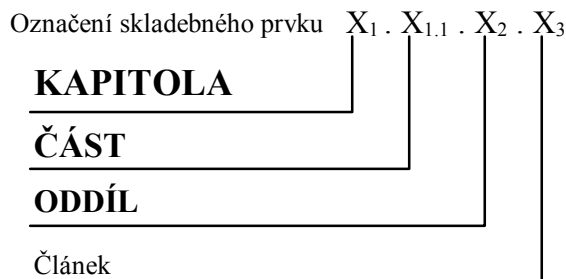 Označení skladebného prvku X₁ . X₁.₁ . X₂ . X₃
KAPITOLA
ČÁST
ODDÍL
Článek